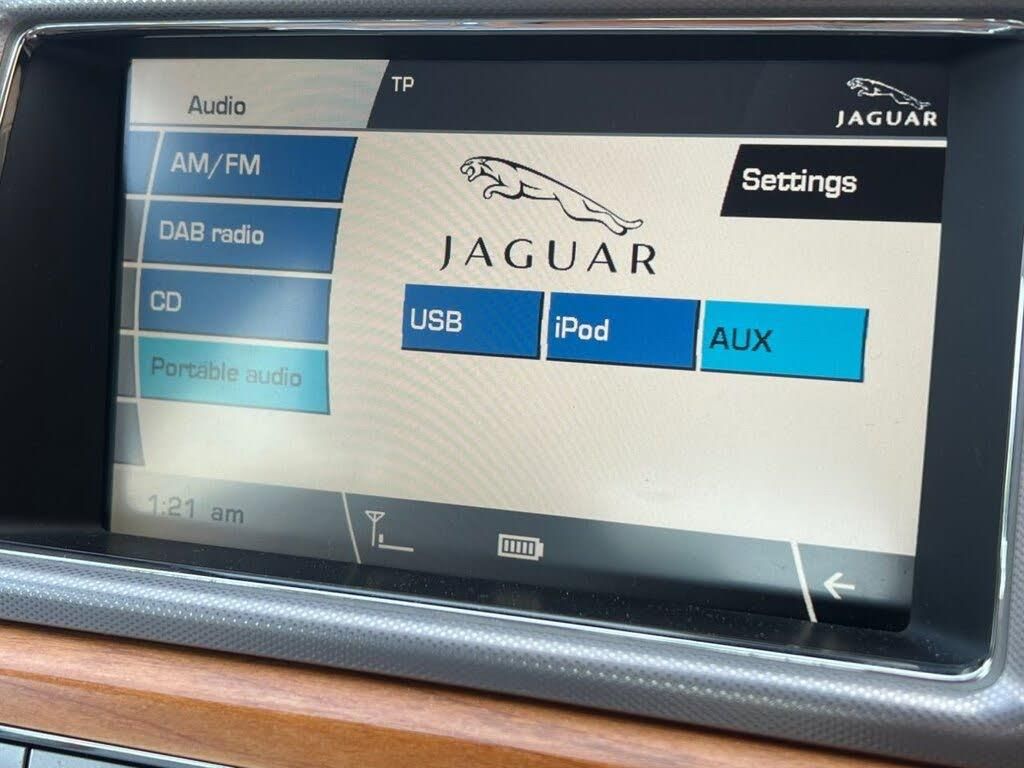 Audio
TP
JAGUAR
AM/FM
DAB radio
CD
Portable audio
JAGUAR
Settings
USB
iPod
AUX
1:21 am